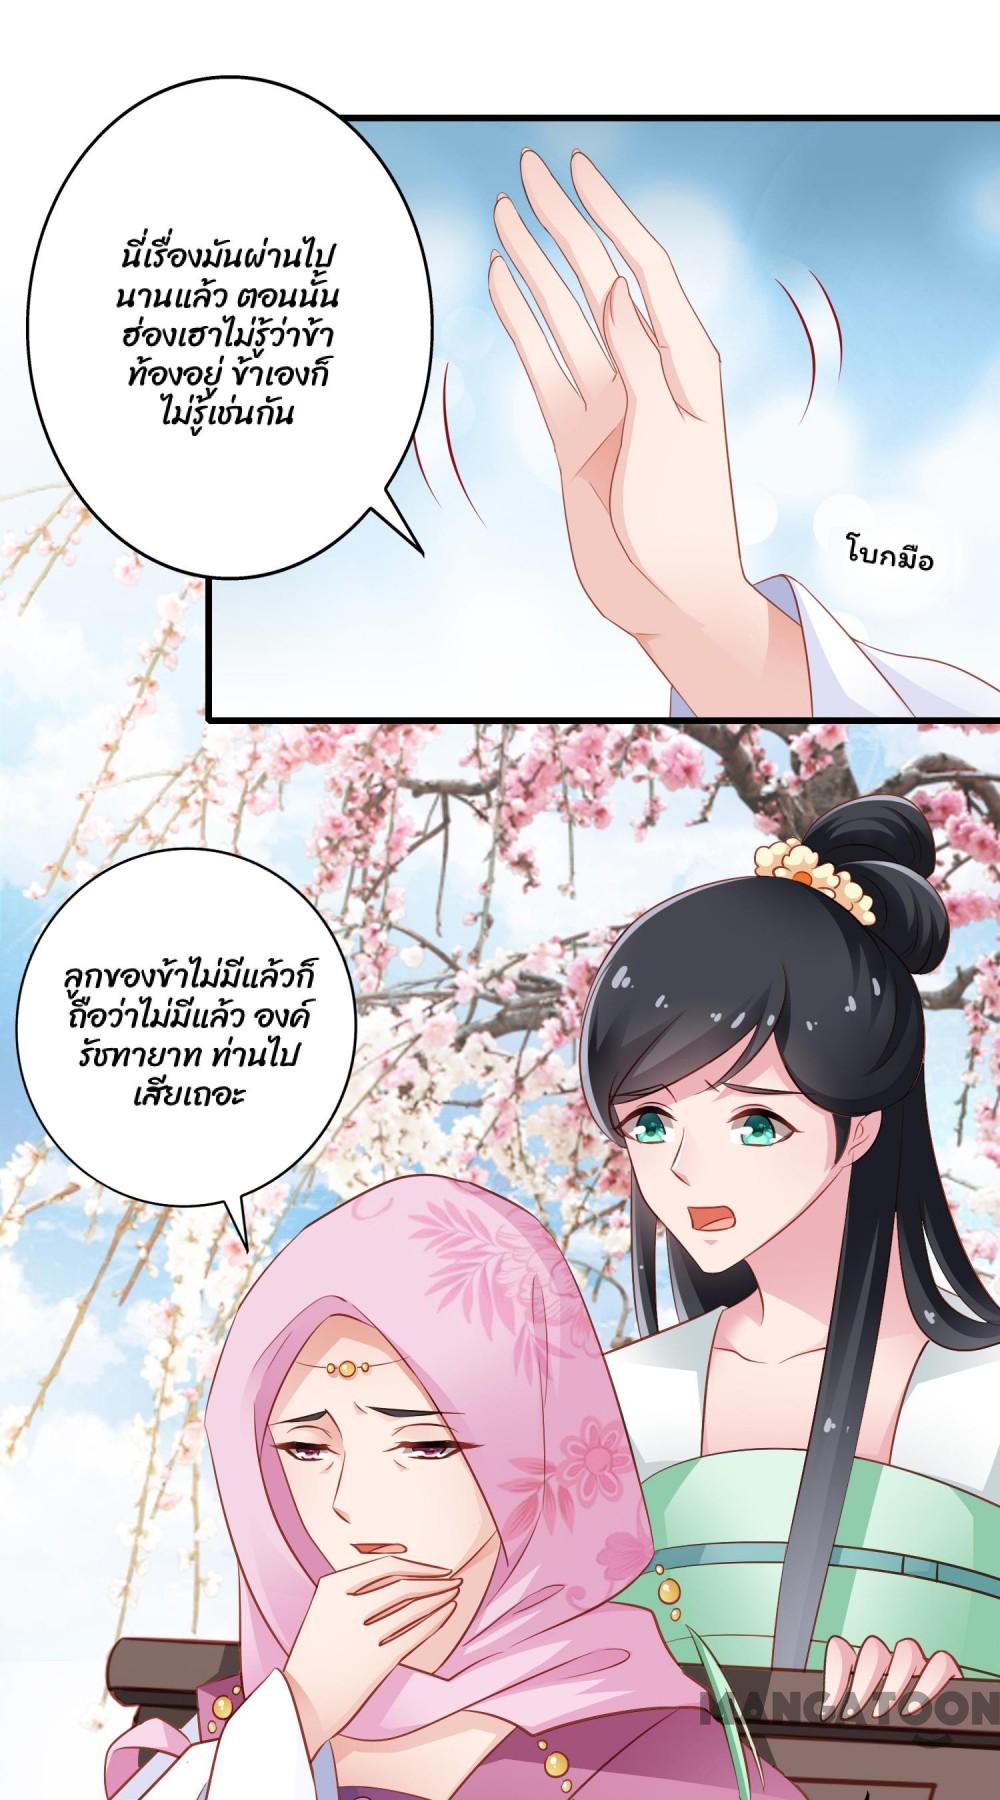 นี่เรื่องมันผ่านไป
นานแล้ว ตอนนั้น
ฮ่องเฮาไม่รู้ว่าข้า
ท้องอยู่ ข้าเองก็
ไม่รู้เช่นกัน
โบกมือ
ลูกของข้าไม่มีแล้วก็
ถือว่าไม่มีแล้ว องค์
รัชทายาท ท่านไป
เสียเถอะ
MANGATOON